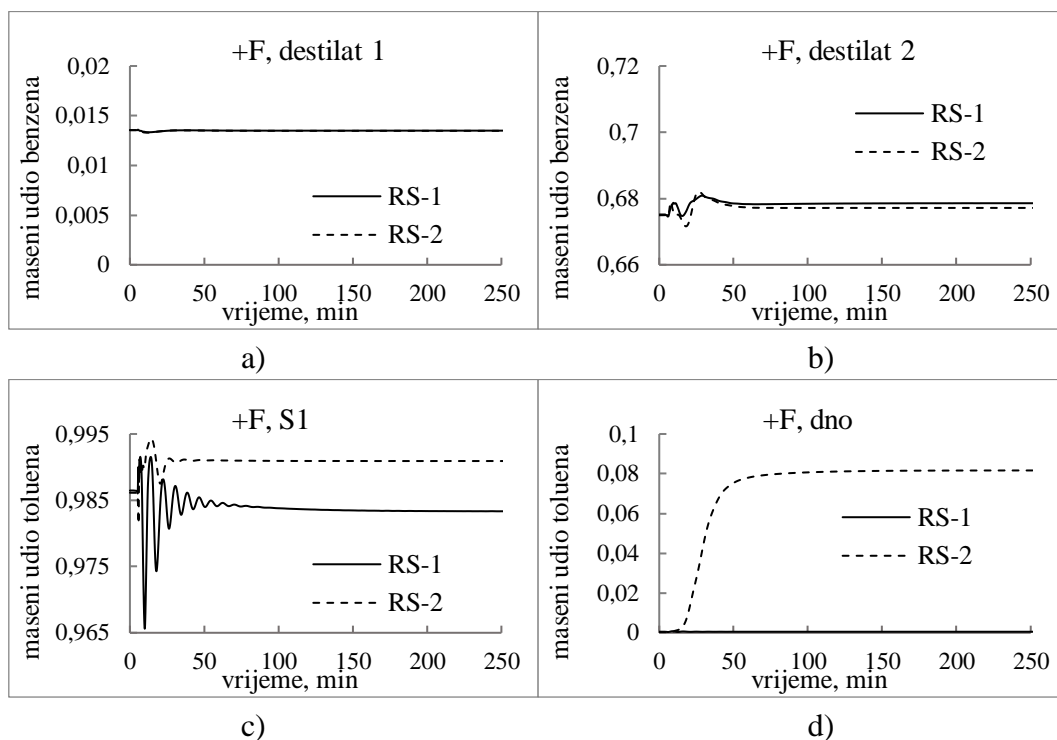 +F, destilat 1
maseni udio benzena
0,02
0,015
0,01
0,005
0
RS-1
RS-2
0 50 100 150 200 250
vrijeme, min
a)
+F, destilat 2
maseni udio benzena
0,72
0,7
0,68
0,66
RS-1
RS-2
0 50 100 150 200 250
vrijeme, min
b)
+F, S1
maseni udio toluena
0,995
0,985
0,975
0,965
RS-1
RS-2
0 50 100 150 200 250
vrijeme, min
c)
+F, dno
maseni udio toluena
0,1
0,08
0,06
0,04
0,02
0
RS-1
RS-2
0 50 100 150 200 250
vrijeme, min
d)